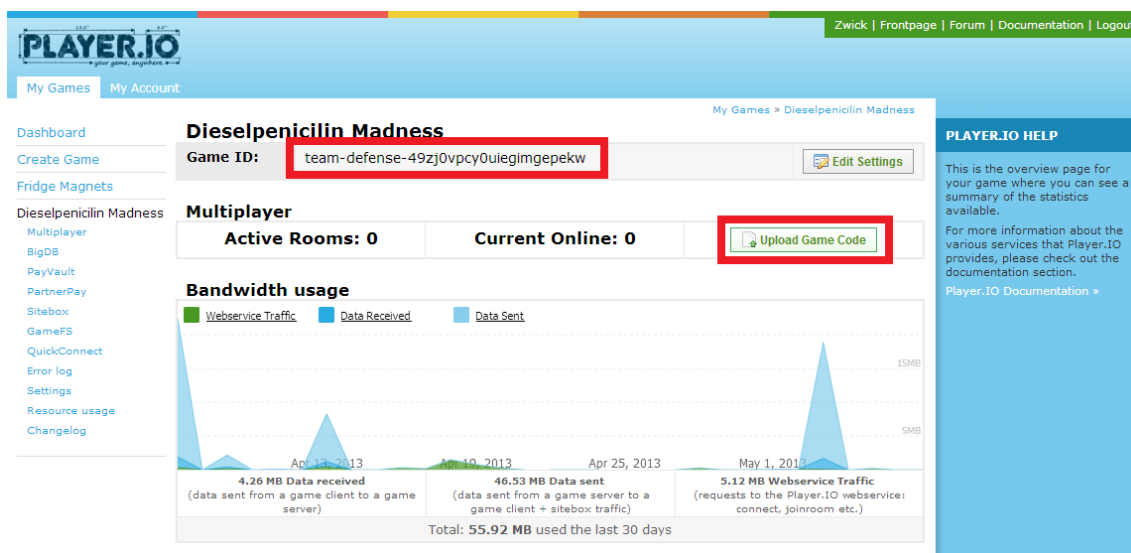 Zwick | Frontpage | Forum | Documentation | Logout
PLAYER.IO
your game, anywhere.
My Games My Account
My Games » Dieselpenicilin Madness
Dashboard
Create Game
Fridge Magnets
Dieselpenicilin Madness
Multiplayer
BigDB
PayVault
PartnerPay
Sitebox
GameFS
QuickConnect
Error log
Settings
Resource usage
Changelog
Dieselpenicilin Madness
Game ID: team-defense-49zj0vpcy0uiegimgepekw Edit Settings
Multiplayer
Active Rooms: 0 Current Online: 0 Upload Game Code
Bandwidth usage
Webservice Traffic Data Received Data Sent
15MB
5MB
Apr 13, 2013 Apr 19, 2013 Apr 25, 2013 May 1, 2013
4.26 MB Data received
(data sent from a game client to a game
server)
46.53 MB Data sent
(data sent from a game server to a
game client + sitebox traffic)
5.12 MB Webservice Traffic
(requests to the Player.IO webservice:
connect, joinroom etc.)
Total: 55.92 MB used the last 30 days
PLAYER.IO HELP
This is the overview page for
your game where you can see a
summary of the statistics
available.
For more information about the
various services that Player.IO
provides, please check out the
documentation section.
Player.IO Documentation »